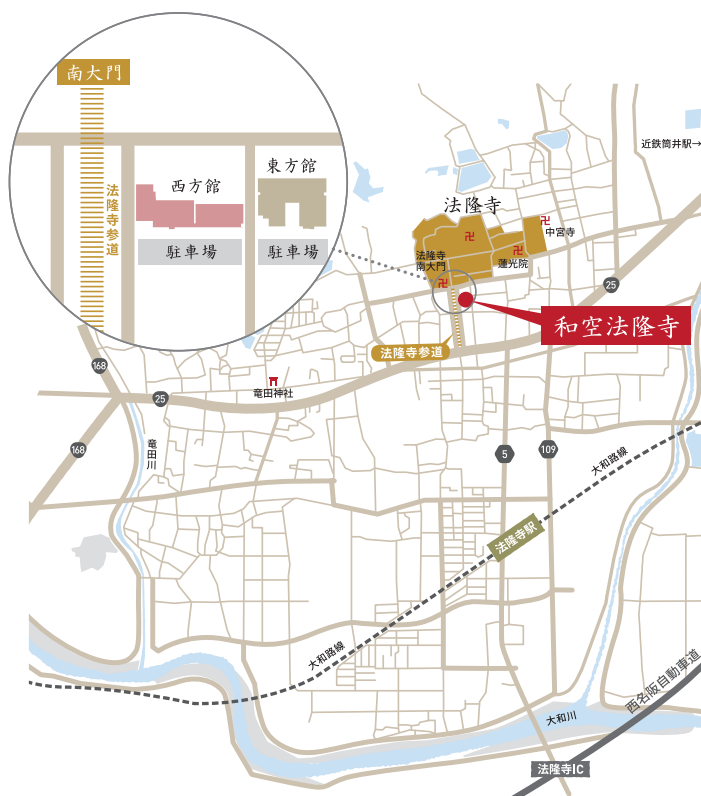 南大門
法隆寺参道
西方館
駐車場
東方館
駐車場
近鉄筒井駅→
法隆寺
中宮寺
法隆寺
南大門
蓮光院
25
和空法隆寺
法隆寺参道
168
竜田神社
25
168
竜田川
5
109
大和路線
法隆寺駅
大和路線
西名阪自動車道
大和川
法隆寺IC